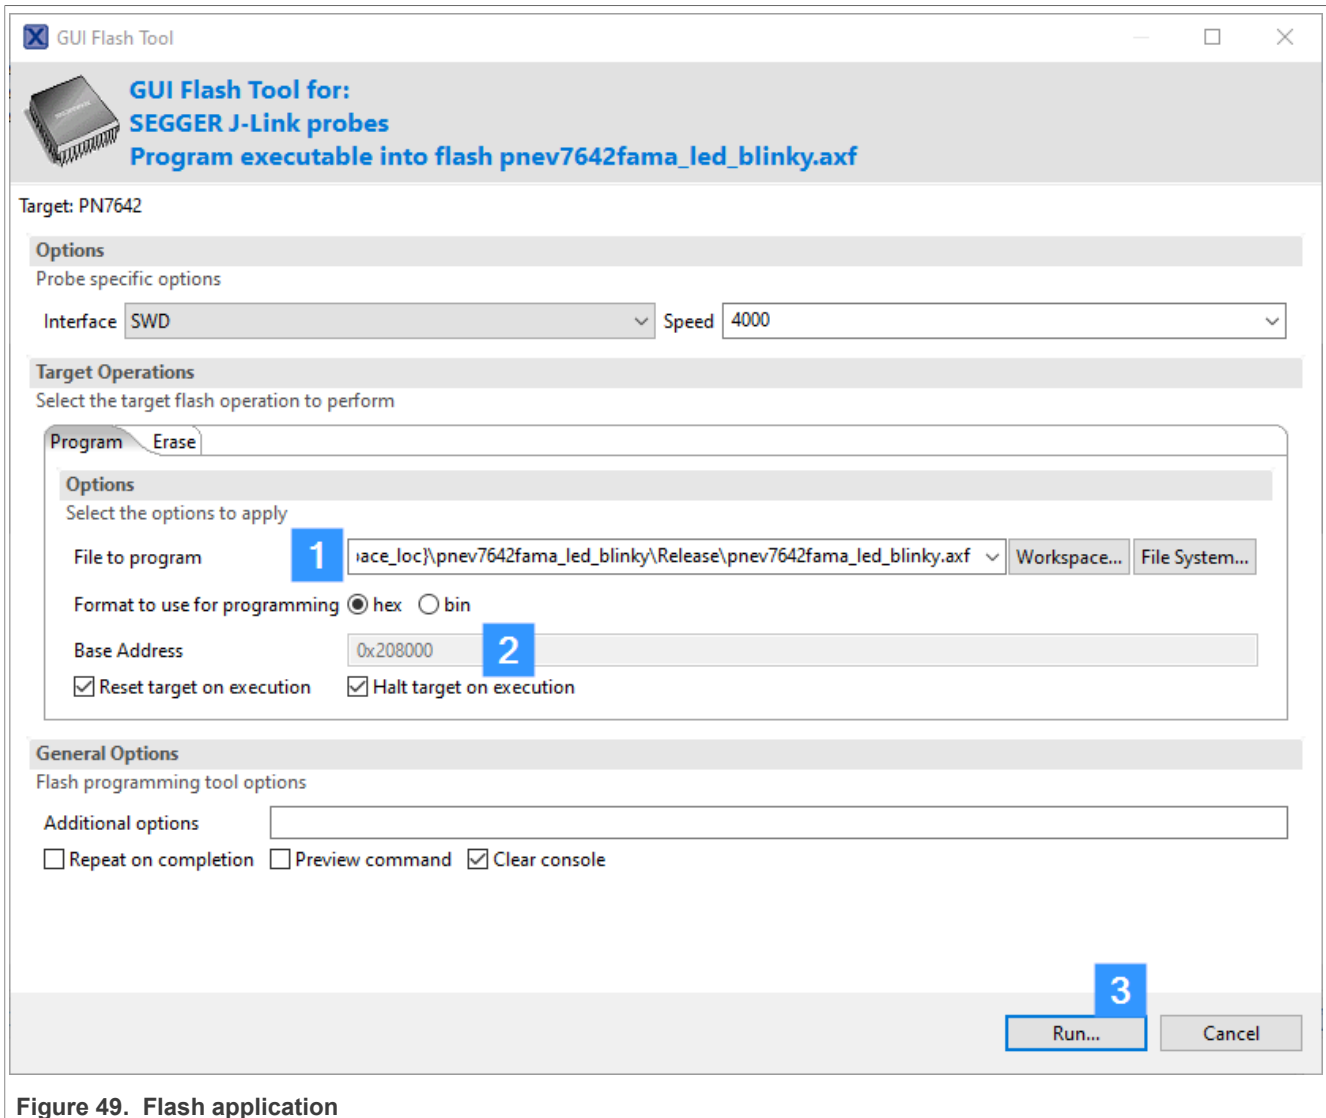 GUI Flash Tool
GUI Flash Tool for:
SEGGER J-Link probes
Program executable into flash pnev7642fama_led_blinky.axf
Target: PN7642
Options
Probe specific options
Interface SWD Speed 4000
Target Operations
Select the target flash operation to perform
Program Erase
Options
Select the options to apply
File to program 1 ace_loc}\pnev7642fama_led_blinky\Release\pnev7642fama_led_blinky.axf Workspace... File System...
Format to use for programming hex bin
Base Address 0x208000 2
Reset target on execution Halt target on execution
General Options
Flash programming tool options
Additional options
Repeat on completion Preview command Clear console
3
Run... Cancel
Figure 49. Flash application